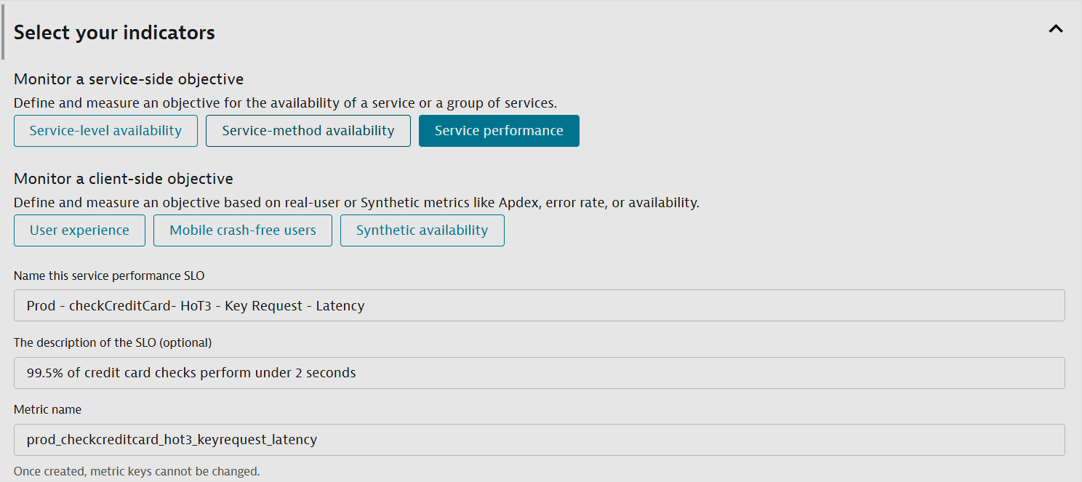 Select your indicators
Monitor a service-side objective
Define and measure an objective for the availability of a service or a group of services.
Service-level availability Service-method availability Service performance
Monitor a client-side objective
Define and measure an objective based on real-user or Synthetic metrics like Apdex, error rate, or availability.
User experience Mobile crash-free users Synthetic availability
Name this service performance SLO
Prod - checkCreditCard- HoT3 - Key Request - Latency
The description of the SLO (optional)
99.5% of credit card checks perform under 2 seconds
Metric name
prod_checkcreditcard_hot3_keyrequest_latency
Once created, metric keys cannot be changed.